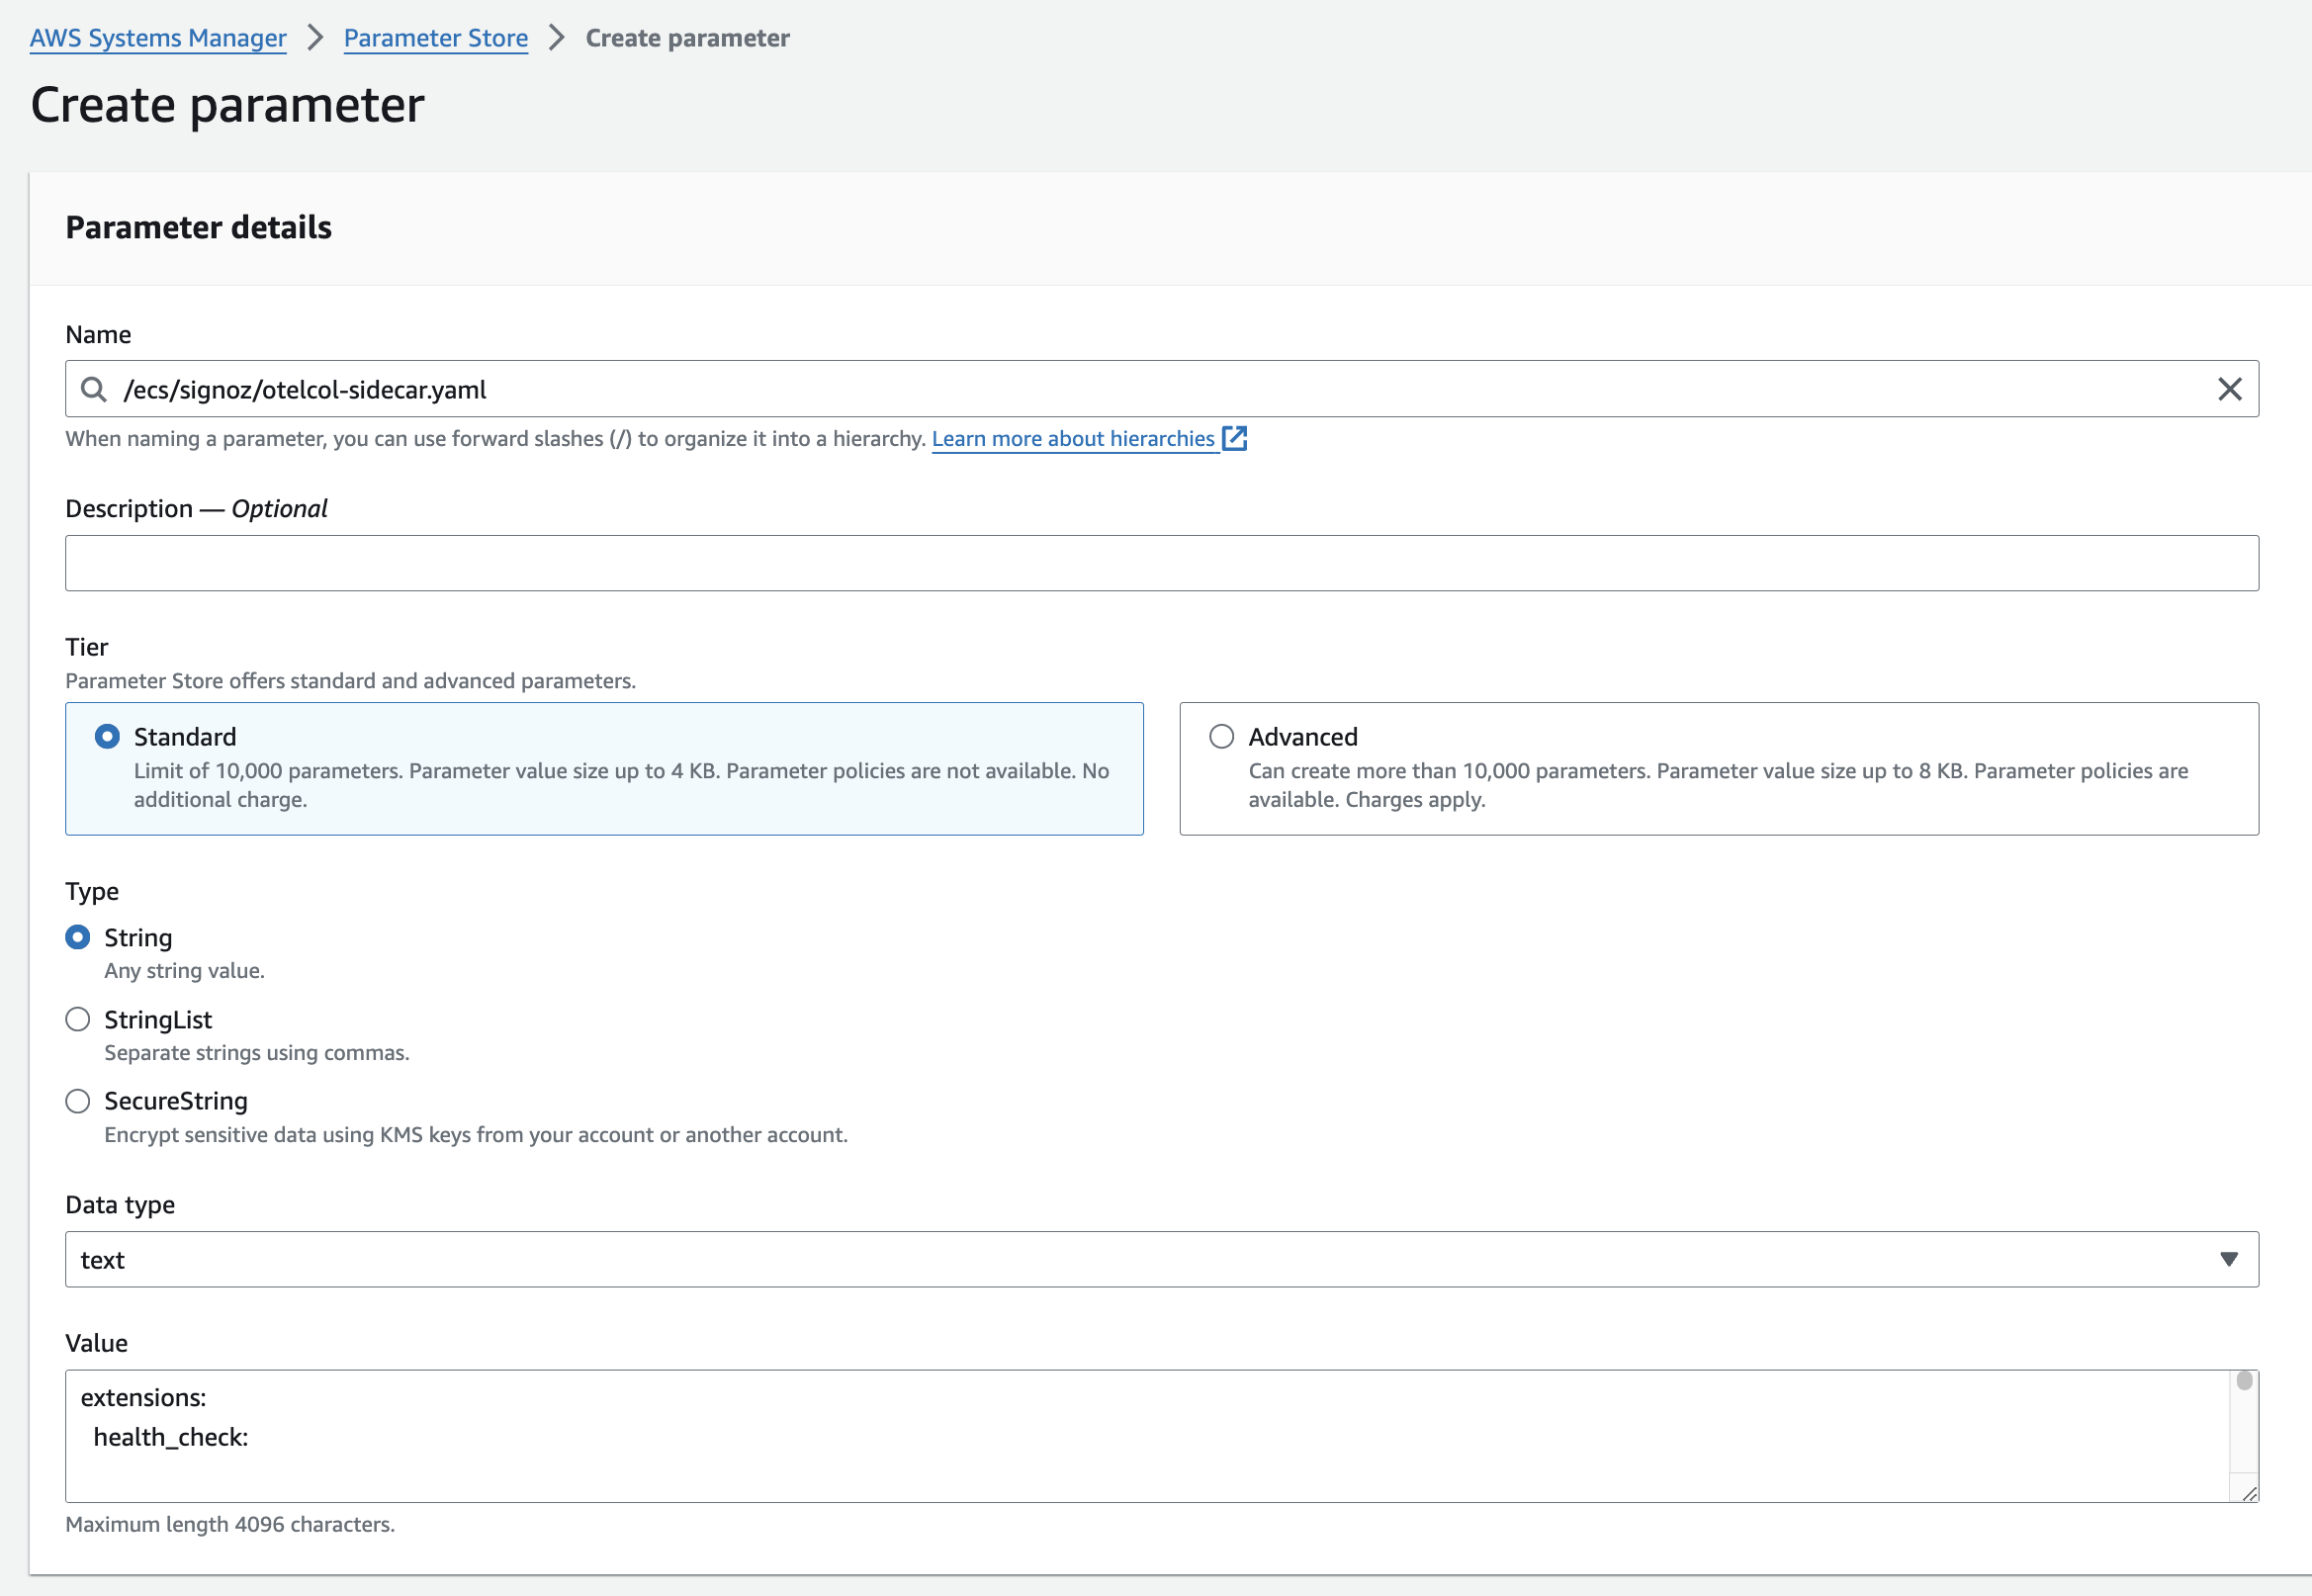 AWS Systems Manager > Parameter Store > Create parameter
Create parameter
Parameter details
Name
/ecs/signoz/otelcol-sidecar.yaml
When naming a parameter, you can use forward slashes (/) to organize it into a hierarchy. Learn more about hierarchies
Description — Optional
Tier
Parameter Store offers standard and advanced parameters.
Standard
Limit of 10,000 parameters. Parameter value size up to 4 KB. Parameter policies are not available. No
additional charge.
Advanced
Can create more than 10,000 parameters. Parameter value size up to 8 KB. Parameter policies are
available. Charges apply.
Type
String
Any string value.
StringList
Separate strings using commas.
SecureString
Encrypt sensitive data using KMS keys from your account or another account.
Data type
text
Value
extensions:
  health_check:
Maximum length 4096 characters.